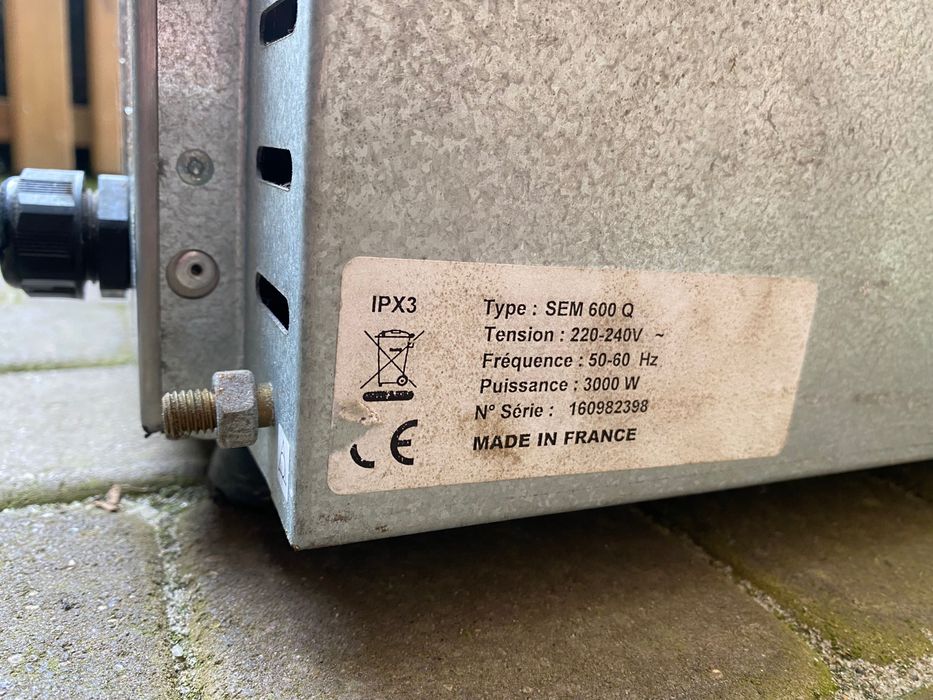 IPX3
CE
Type : SEM 600 Q
Tension : 220-240V ~
Fréquence : 50-60 Hz
Puissance : 3000 W
N° Série : 160982398
MADE IN FRANCE